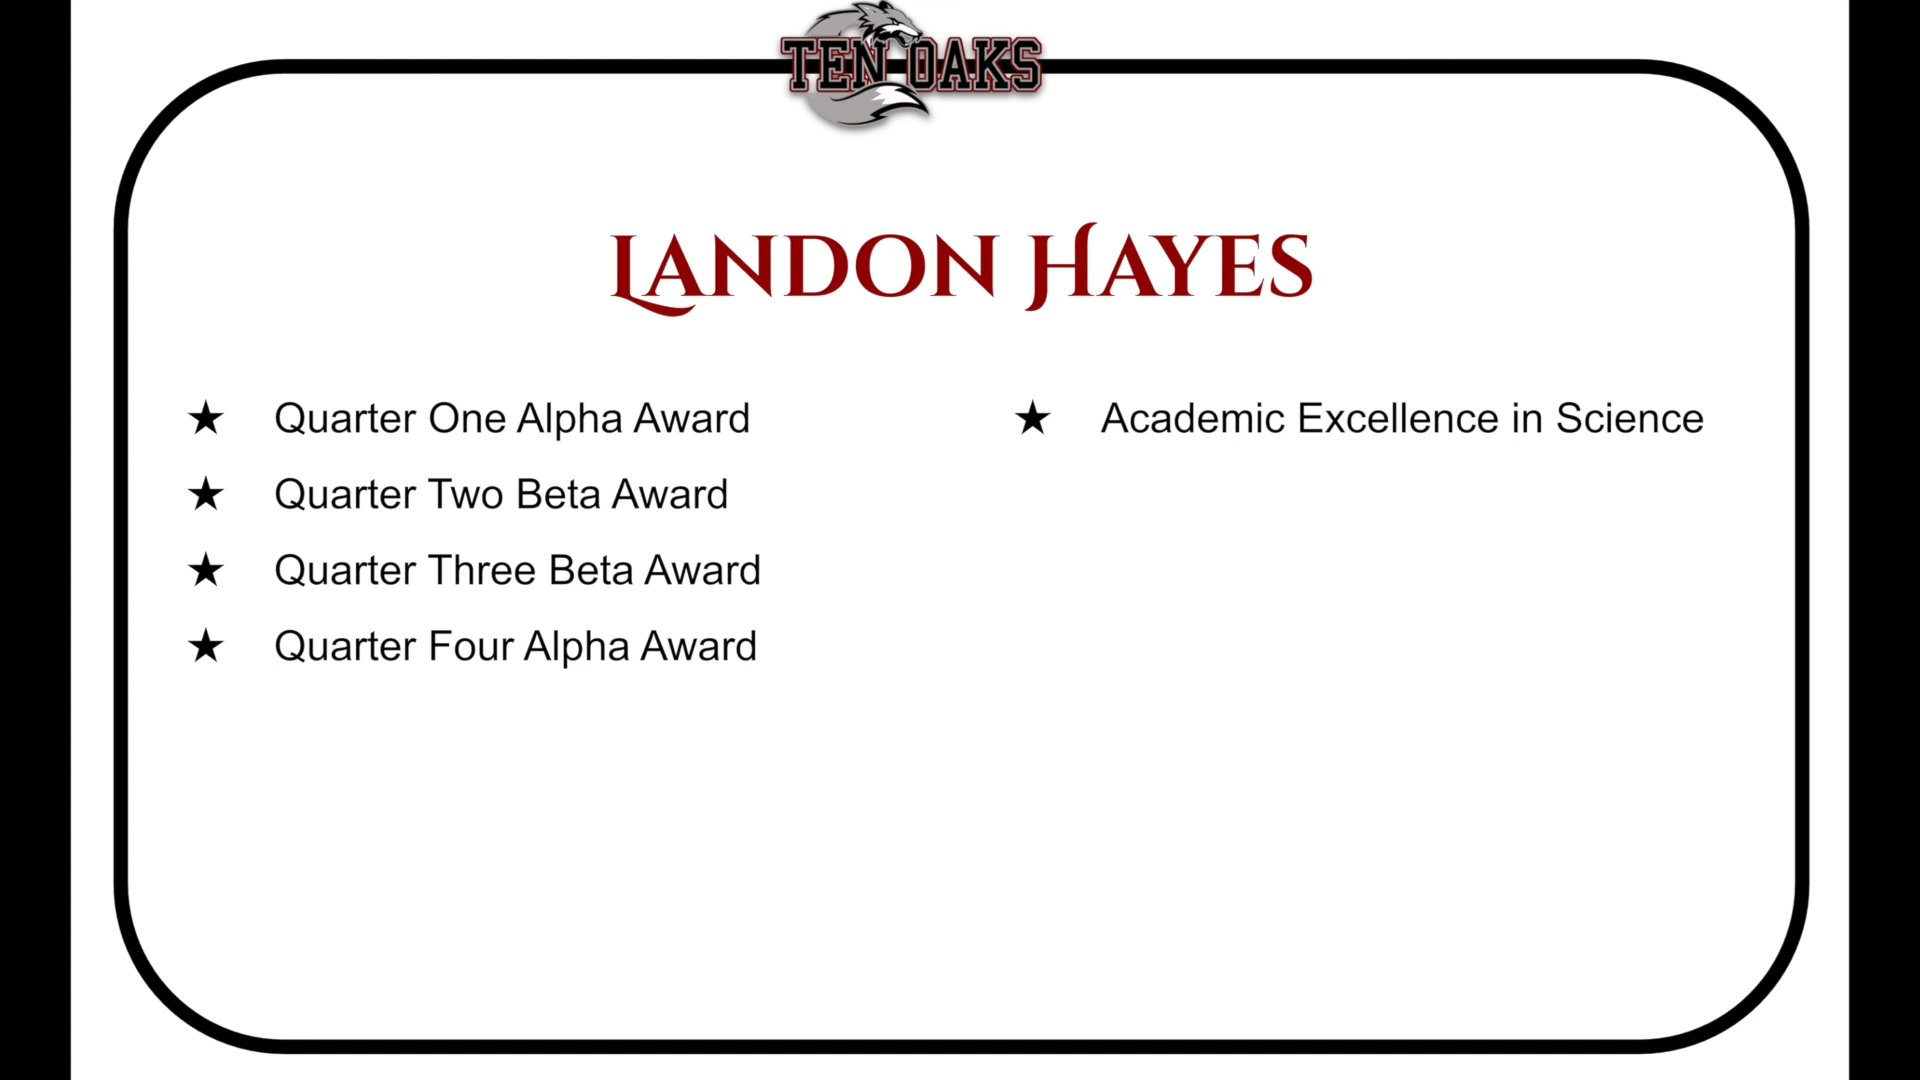 TEN OAKS
Landon Hayes
★ Quarter One Alpha Award
★ Quarter Two Beta Award
★ Quarter Three Beta Award
★ Quarter Four Alpha Award
★ Academic Excellence in Science